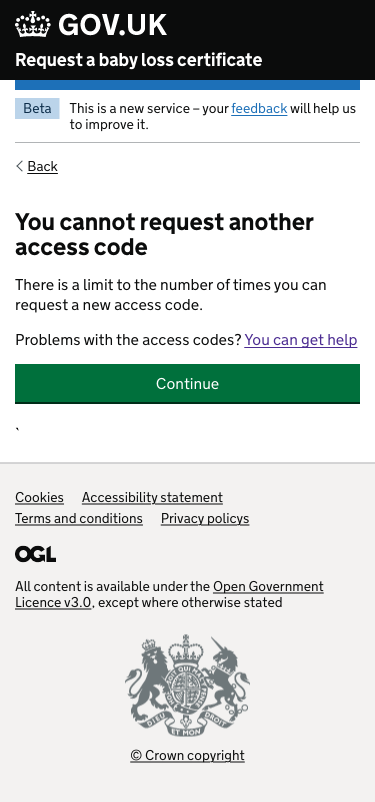 GOV.UK
Request a baby loss certificate
Beta
This is a new service – your feedback will help us
to improve it.
Back
You cannot request another
access code
There is a limit to the number of times you can
request a new access code.
Problems with the access codes? You can get help
Continue
`
Cookies Accessibility statement
Terms and conditions Privacy policys
OGL
All content is available under the Open Government
Licence v3.0, except where otherwise stated
DIEU ET MON DROIT
© Crown copyright